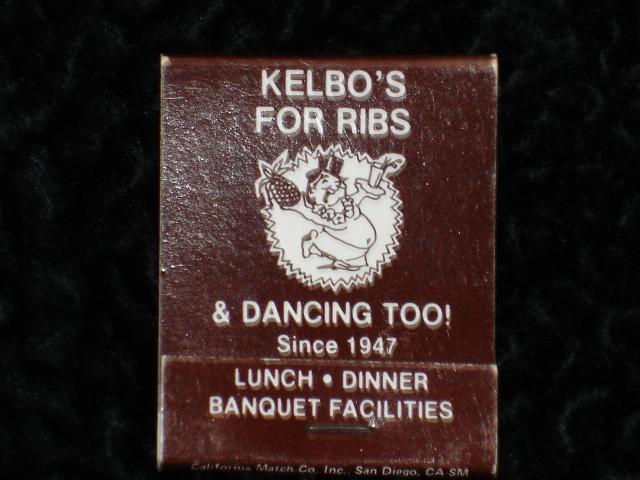 KELBO'S
FOR RIBS
& DANCING TOO!
Since 1947
LUNCH • DINNER
BANQUET FACILITIES
California Match Co. Inc., San Diego, CA SM